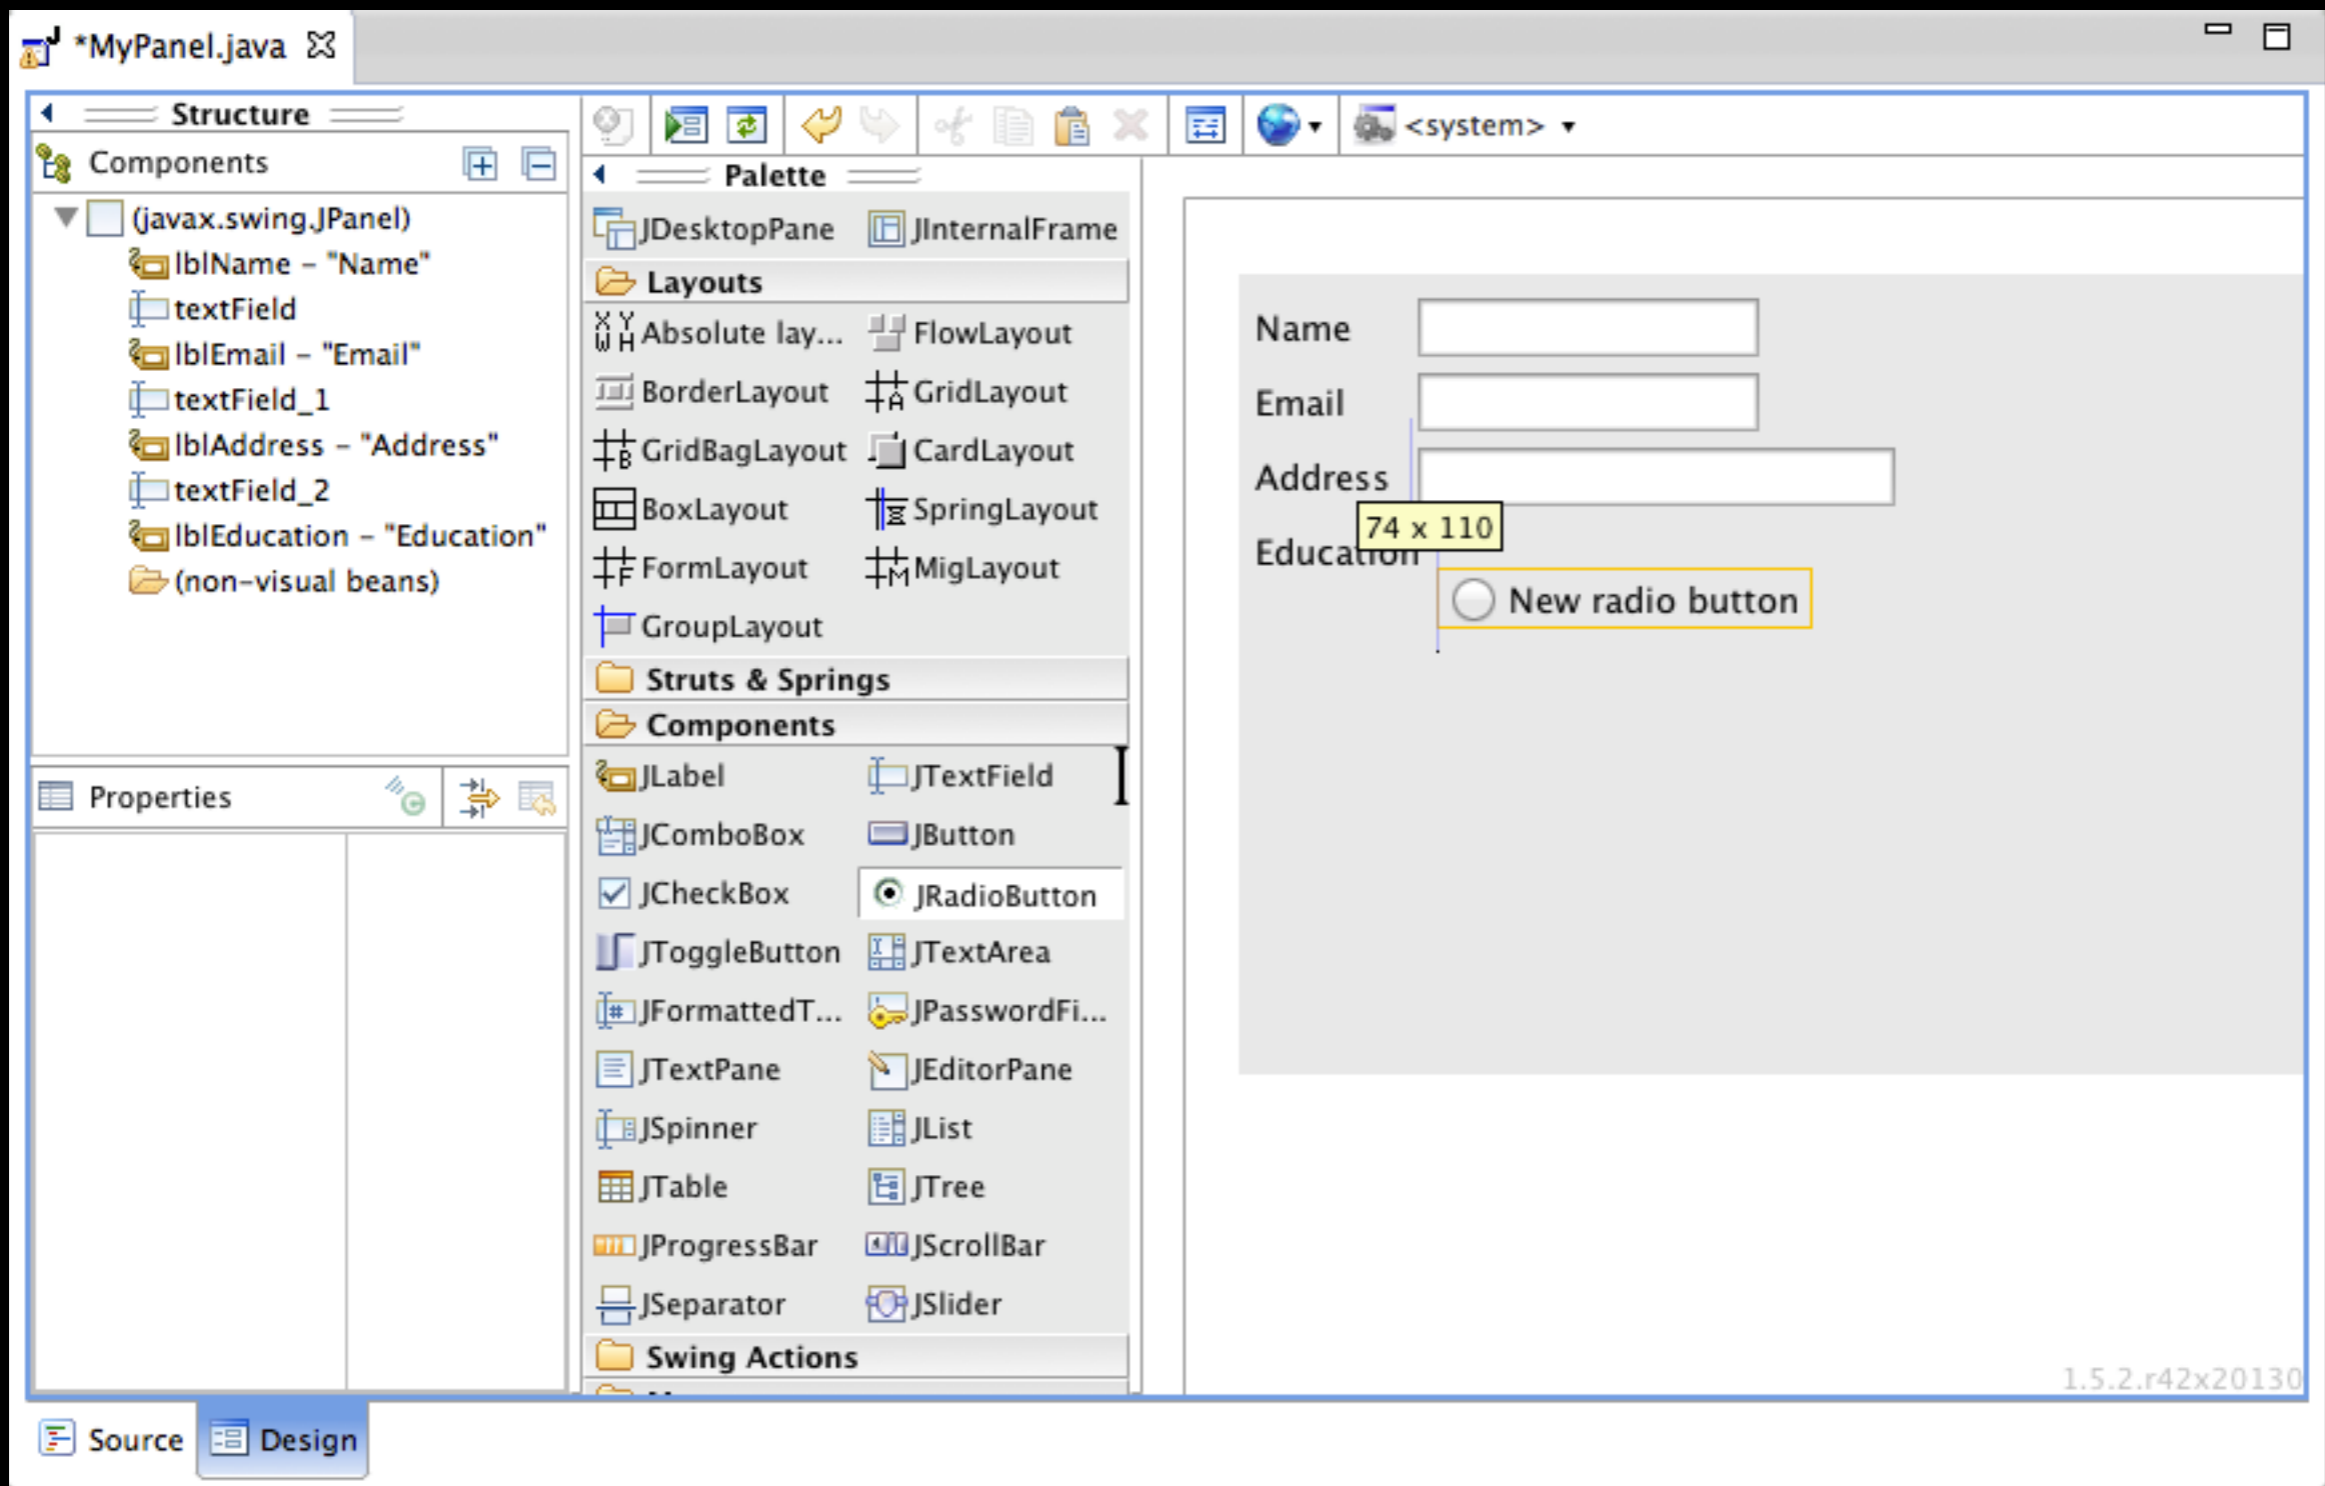 *MyPanel.java
Structure
Components
(javax.swing.JPanel)
lblName – "Name"
textField
lblEmail – "Email"
textField_1
lblAddress – "Address"
textField_2
lblEducation – "Education"
(non-visual beans)
Properties
<system>
Palette
JDesktopPane JInternalFrame
Layouts
Absolute lay... FlowLayout
BorderLayout GridLayout
GridBagLayout CardLayout
BoxLayout SpringLayout
FormLayout MigLayout
GroupLayout
Struts & Springs
Components
JLabel JTextField
JComboBox JButton
JCheckBox JRadioButton
JToggleButton JTextArea
JFormattedT... JPasswordFi...
JTextPane JEditorPane
JSpinner JList
JTable JTree
JProgressBar JScrollBar
JSeparator JSlider
Swing Actions
Name
Email
Address
74 x 110
Education
New radio button
1.5.2.r42x20130
Source Design